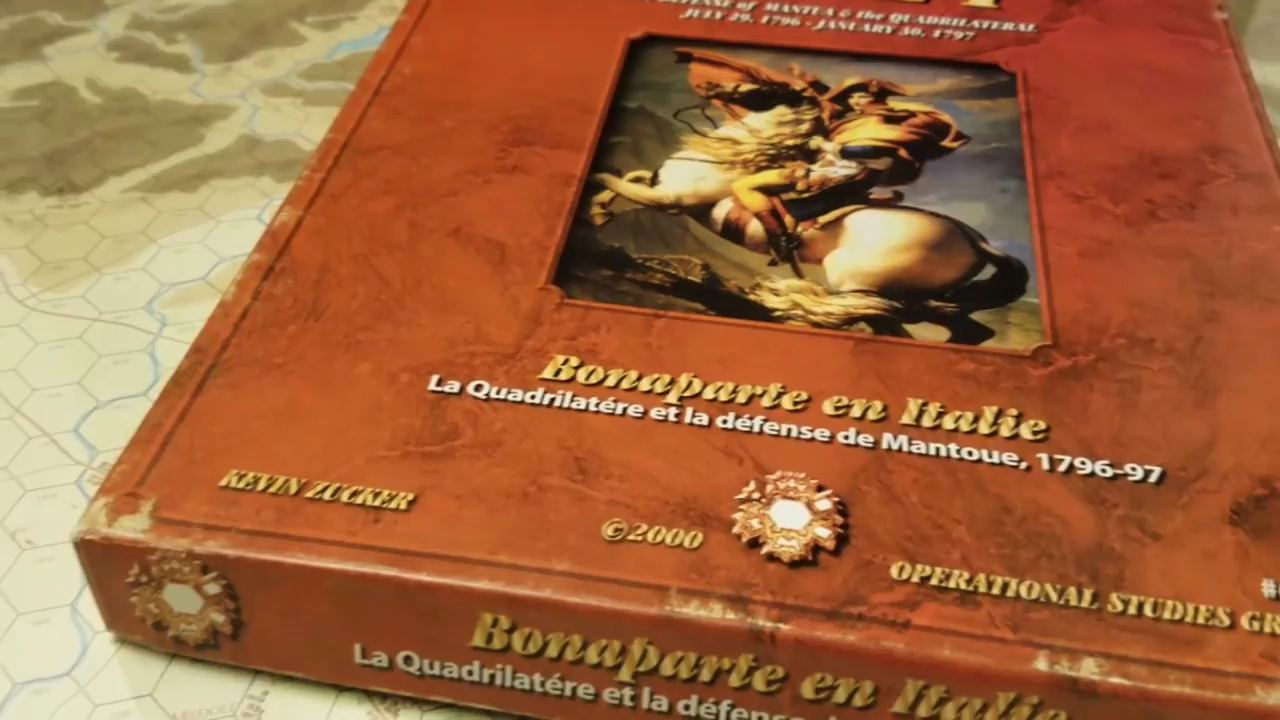 DEFENSE of MANTUA & the QUADRILATERAL
JULY 29, 1796 - JANUARY 30, 1797
Bonaparte en Italie
La Quadrilatére et la défense de Mantoue, 1796-97
KEVIN ZUCKER
©2000
OPERATIONAL STUDIES GR
#
Bonaparte en Italie
La Quadrilatére et la défense